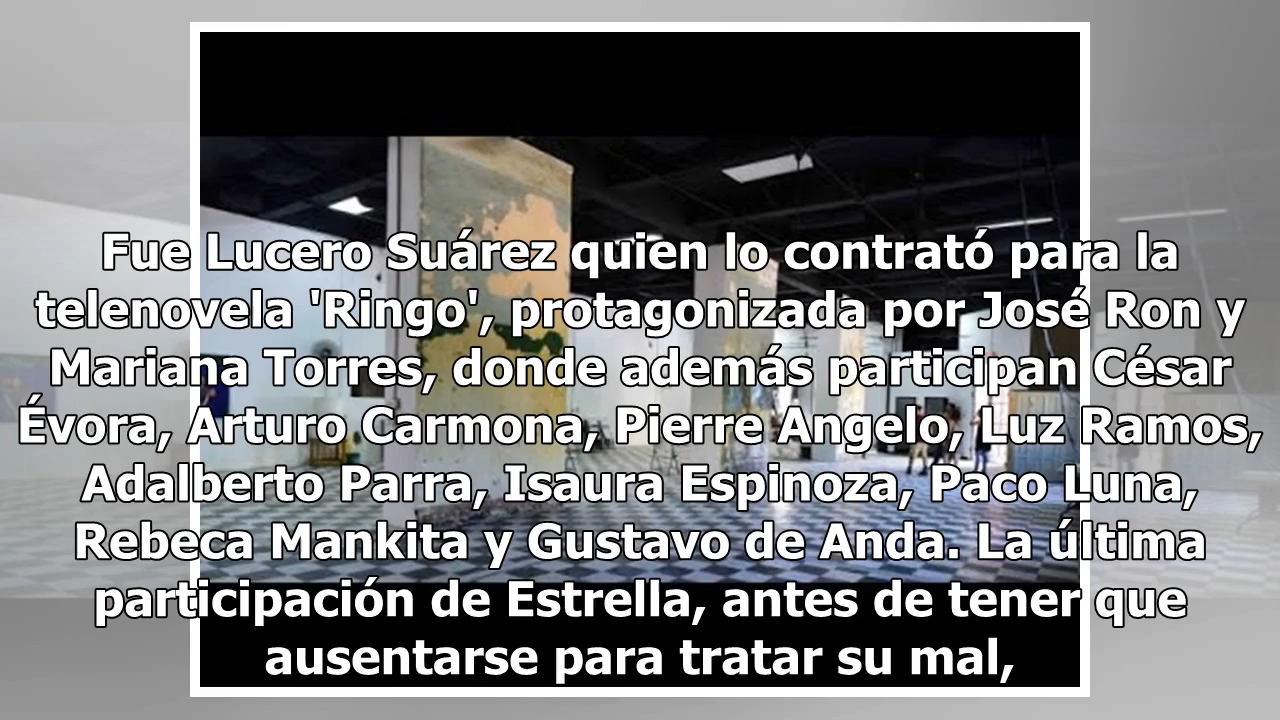 Fue Lucero Suárez quien lo contrató para la
telenovela 'Ringo', protagonizada por José Ron y
Mariana Torres, donde además participan César
Évora, Arturo Carmona, Pierre Angelo, Luz Ramos,
Adalberto Parra, Isaura Espinoza, Paco Luna,
Rebeca Mankita y Gustavo de Anda. La última
participación de Estrella, antes de tener que
ausentarse para tratar su mal,